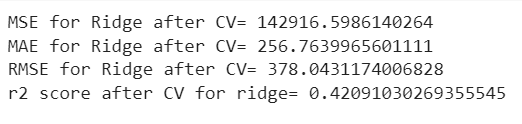 MSE for Ridge after CV= 142916.5986140264
MAE for Ridge after CV= 256.7639965601111
RMSE for Ridge after CV= 378.0431174006828
r2 score after CV for ridge= 0.42091030269355545